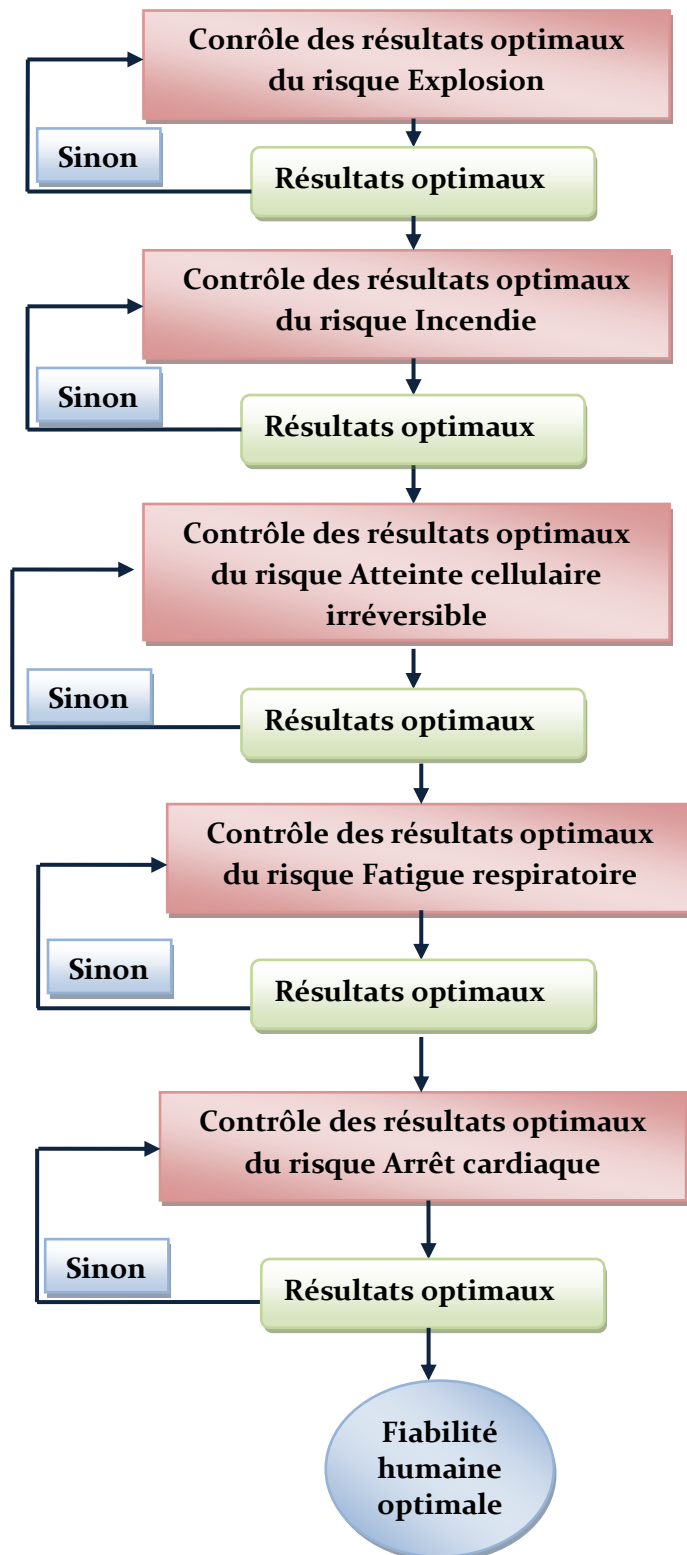 Conrôle des résultats optimaux
du risque Explosion
Sinon
Résultats optimaux
Contrôle des résultats optimaux
du risque Incendie
Sinon
Résultats optimaux
Contrôle des résultats optimaux
du risque Atteinte cellulaire
irréversible
Sinon
Résultats optimaux
Contrôle des résultats optimaux
du risque Fatigue respiratoire
Sinon
Résultats optimaux
Contrôle des résultats optimaux
du risque Arrêt cardiaque
Sinon
Résultats optimaux
Fiabilité
humaine
optimale